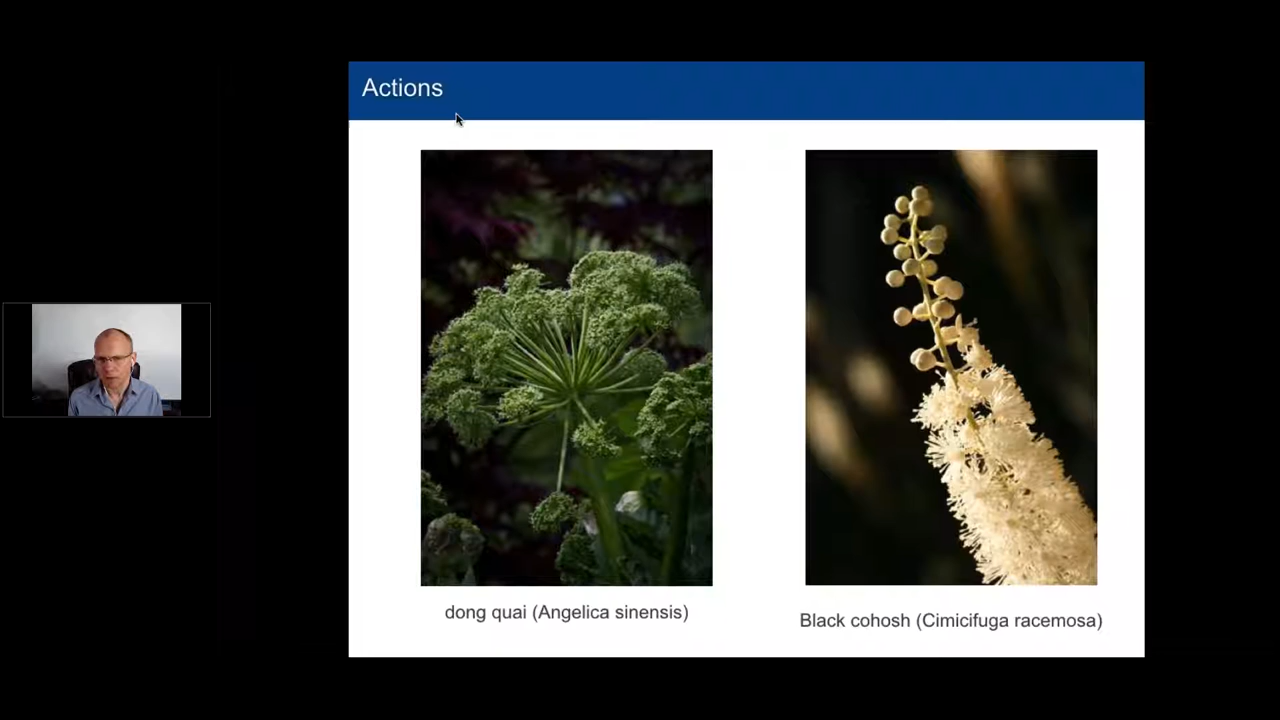 Actions
dong quai (Angelica sinensis)
Black cohosh (Cimicifuga racemosa)